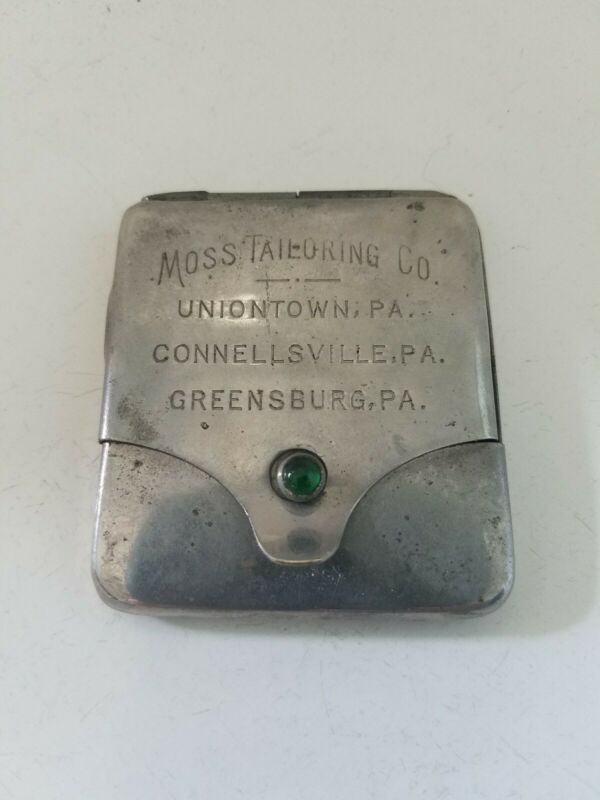 MOSS TAILORING CO.
UNIONTOWN, PA.
CONNELLSVILLE, PA.
GREENSBURG, PA.